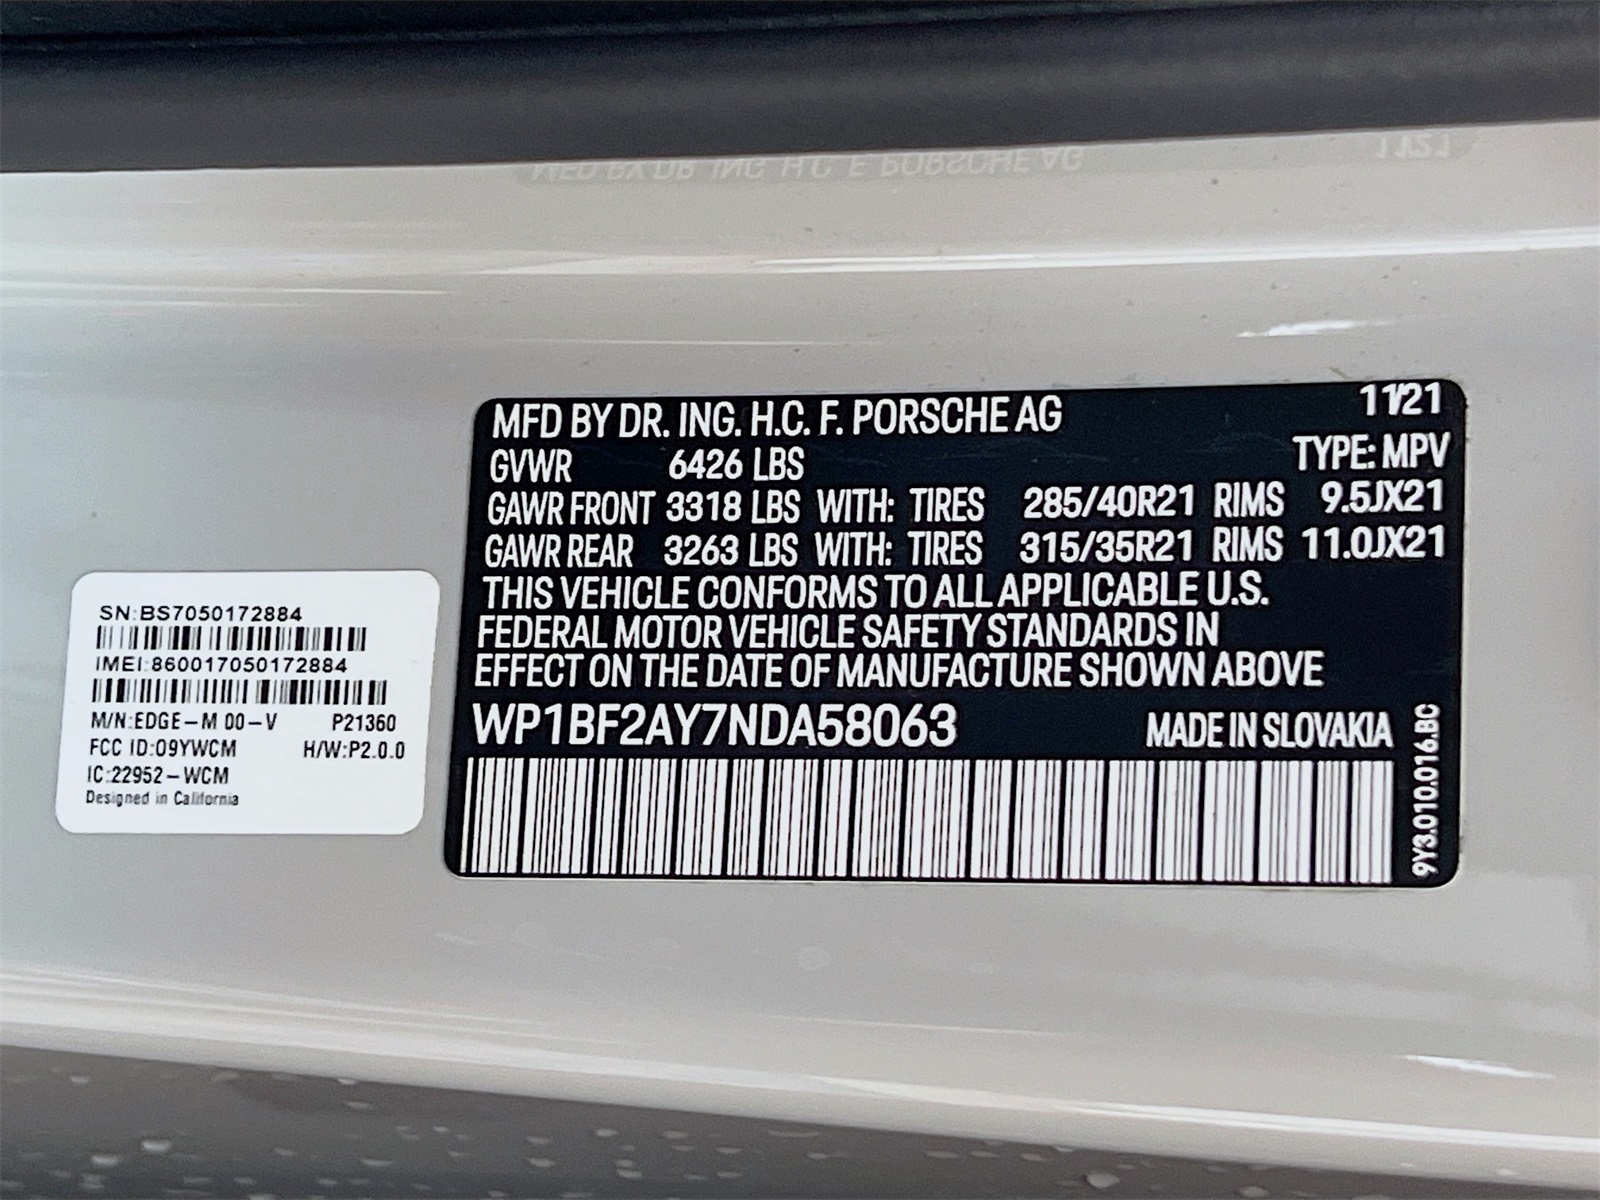 MFD BY DR. ING. H.C. F. PORSCHE AG 11/21
GVWR 6426 LBS TYPE: MPV
GAWR FRONT 3318 LBS WITH: TIRES 285/40R21 RIMS 9.5JX21
GAWR REAR 3263 LBS WITH: TIRES 315/35R21 RIMS 11.0JX21
THIS VEHICLE CONFORMS TO ALL APPLICABLE U.S.
FEDERAL MOTOR VEHICLE SAFETY STANDARDS IN
EFFECT ON THE DATE OF MANUFACTURE SHOWN ABOVE
WP1BF2AY7NDA58063 MADE IN SLOVAKIA
9Y3.010.016.BC
SN:BS7050172884
IMEI:860017050172884
M/N:EDGE-M 00-V P21360
FCC ID:09YWCM H/W:P2.0.0
IC:22952-WCM
Designed in California